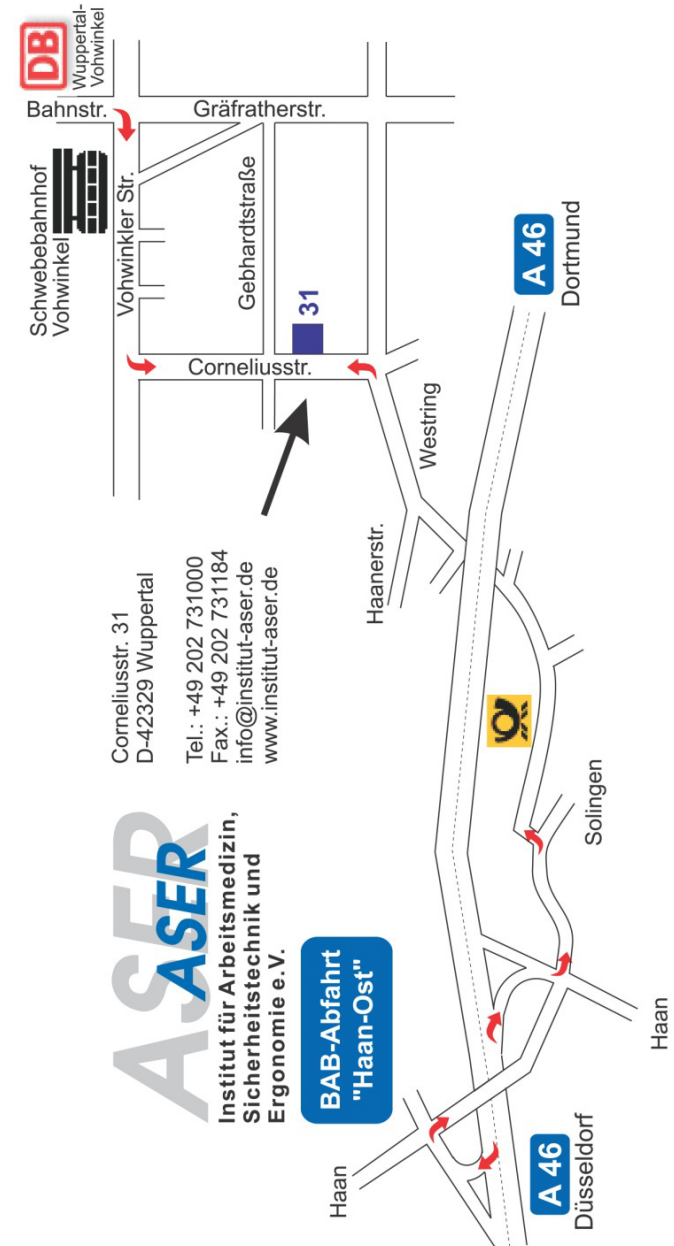 ASER
ASER
Institut für Arbeitsmedizin,
Sicherheitstechnik und
Ergonomie e.V.
Corneliusstr. 31
D-42329 Wuppertal
Tel.: +49 202 731000
Fax.: +49 202 731184
info@institut-aser.de
www.institut-aser.de
Schwebebahnhof
Vohwinkel
Bahnstr.
DB
Wuppertal-
Vohwinkel
Vohwinkler Str.
Gräfratherstr.
Gebhardtstraße
Corneliusstr.
31
BAB-Abfahrt
"Haan-Ost"
Haanerstr.
Westring
Haan
A 46
Düsseldorf
Haan
Solingen
A 46
Dortmund